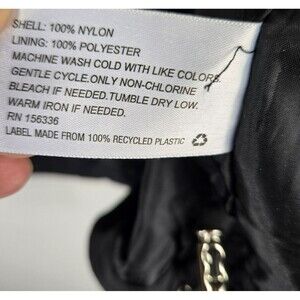 SHELL: 100% NYLON
LINING: 100% POLYESTER
MACHINE WASH COLD WITH LIKE COLORS.
GENTLE CYCLE.ONLY NON-CHLORINE
BLEACH IF NEEDED.TUMBLE DRY LOW.
WARM IRON IF NEEDED.
RN 156336
LABEL MADE FROM 100% RECYCLED PLASTIC